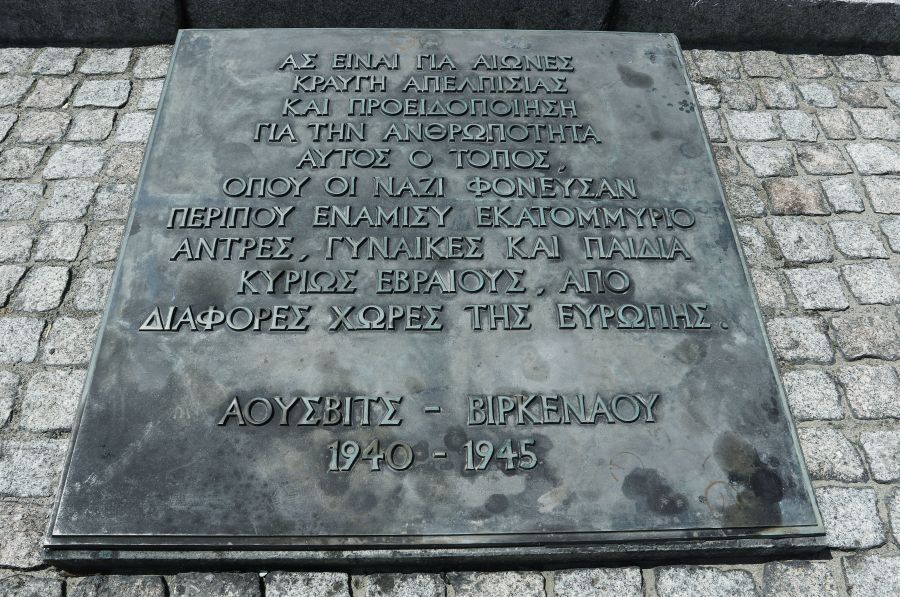 ΑΣ ΕΙΝΑΙ ΓΙΑ ΑΙΩΝΕΣ
ΚΡΑΥΓΗ ΑΠΕΛΠΙΣΙΑΣ
ΚΑΙ ΠΡΟΕΙΔΟΠΟΙΗΣΗ
ΓΙΑ ΤΗΝ ΑΝΘΡΩΠΟΤΗΤΑ
ΑΥΤΟΣ Ο ΤΟΠΟΣ,
ΟΠΟΥ ΟΙ ΝΑΖΙ ΦΟΝΕΥΣΑΝ
ΠΕΡΙΠΟΥ ΕΝΑΜΙΣΥ ΕΚΑΤΟΜΜΥΡΙΟ
ΑΝΤΡΕΣ, ΓΥΝΑΙΚΕΣ ΚΑΙ ΠΑΙΔΙΑ
ΚΥΡΙΩΣ ΕΒΡΑΙΟΥΣ, ΑΠΟ
ΔΙΑΦΟΡΕΣ ΧΩΡΕΣ ΤΗΣ ΕΥΡΩΠΗΣ.
ΑΟΥΣΒΙΤΣ - ΒΙΡΚΕΝΑΟΥ
1940 - 1945